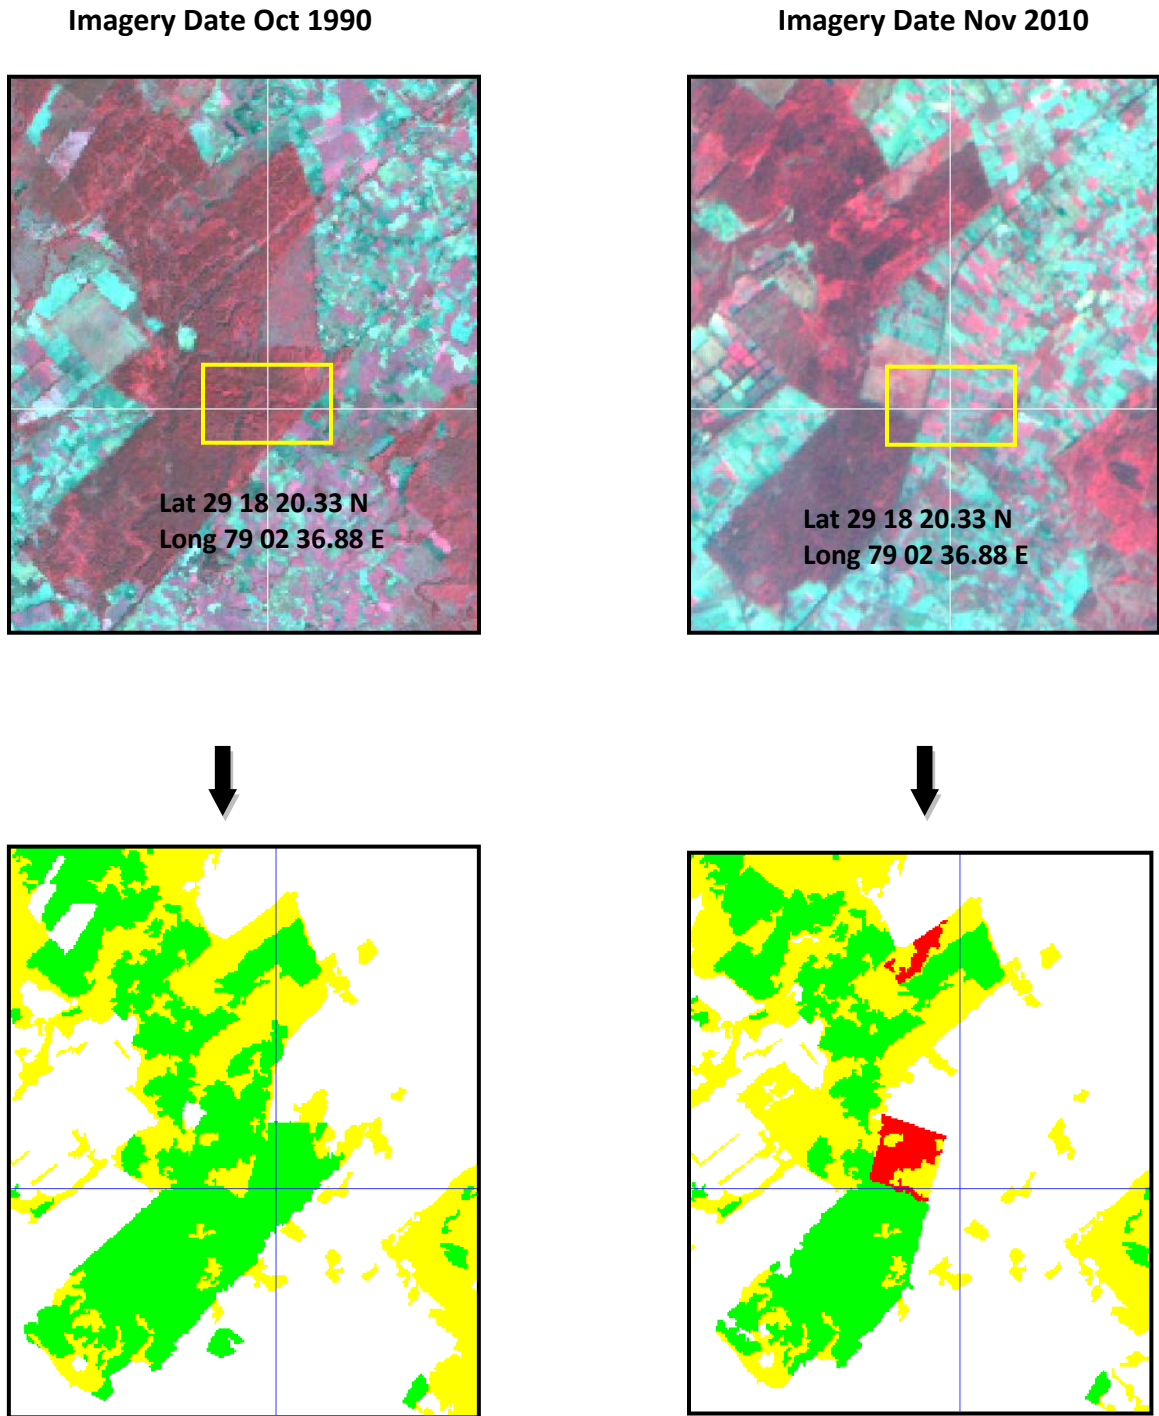 Imagery Date Oct 1990
Imagery Date Nov 2010
Lat 29 18 20.33 N
Long 79 02 36.88 E
Lat 29 18 20.33 N
Long 79 02 36.88 E